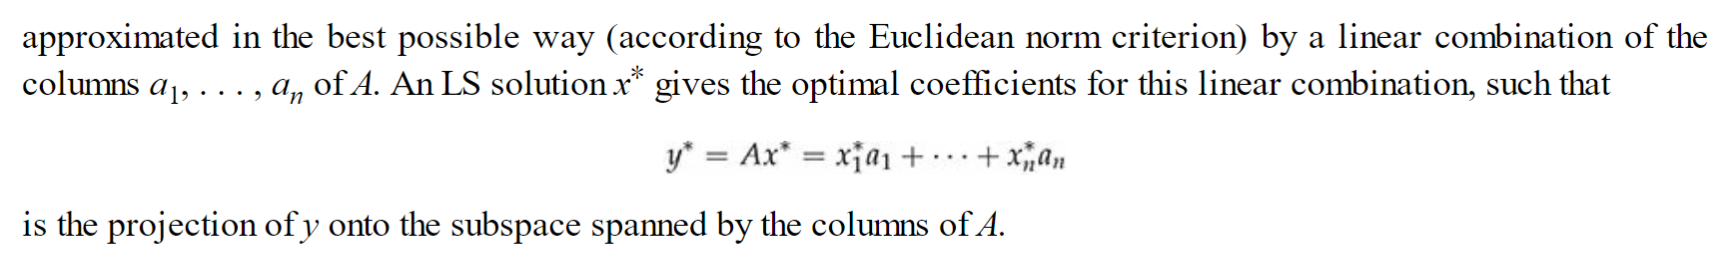 approximated in the best possible way (according to the Euclidean norm criterion) by a linear combination of the
columns a₁, . . . , aₙ of A. An LS solution x* gives the optimal coefficients for this linear combination, such that
y* = Ax* = x₁*a₁ + · · · + xₙ*aₙ
is the projection of y onto the subspace spanned by the columns of A.